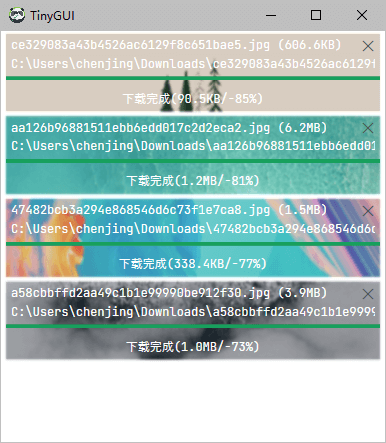 TinyGUI
ce329083a43b4526ac6129f8c651bae5.jpg (606.6KB)
C:\Users\chenjing\Downloads\ce329083a43b4526ac6129f
下载完成(90.5KB/-85%)
aa126b96881511ebb6edd017c2d2eca2.jpg (6.2MB)
C:\Users\chenjing\Downloads\aa126b96881511ebb6edd01
下载完成(1.2MB/-81%)
47482bcb3a294e868546d6c73f1e7ca8.jpg (1.5MB)
C:\Users\chenjing\Downloads\47482bcb3a294e868546d6c
下载完成(338.4KB/-77%)
a58cbbffd2aa49c1b1e99990be912f30.jpg (3.9MB)
C:\Users\chenjing\Downloads\a58cbbffd2aa49c1b1e9999
下载完成(1.0MB/-73%)